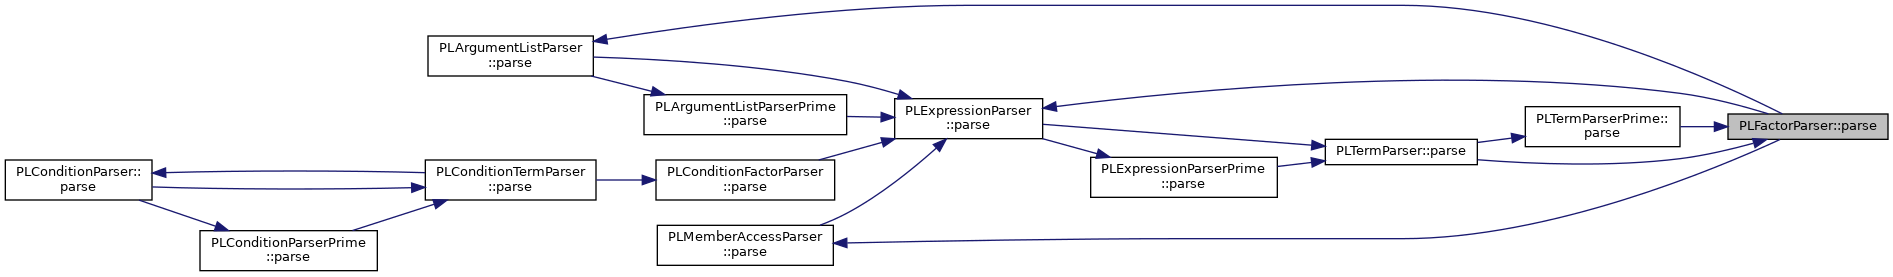 PLArgumentListParser
::parse
PLArgumentListParserPrime
::parse
PLExpressionParser
::parse
PLTermParserPrime::
parse
PLFactorParser::parse
PLTermParser::parse
PLExpressionParserPrime
::parse
PLConditionParser::
parse
PLConditionTermParser
::parse
PLConditionFactorParser
::parse
PLConditionParserPrime
::parse
PLMemberAccessParser
::parse